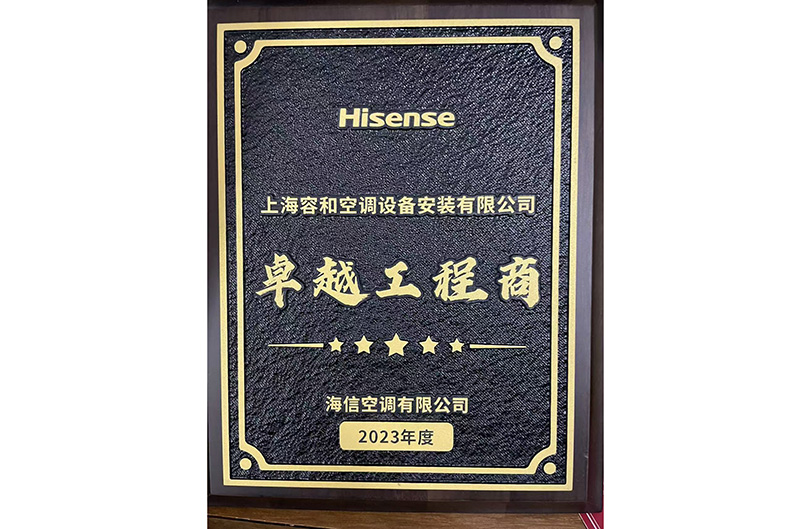 Hisense
上海容和空调设备安装有限公司
卓越工程商
海信空调有限公司
2023年度